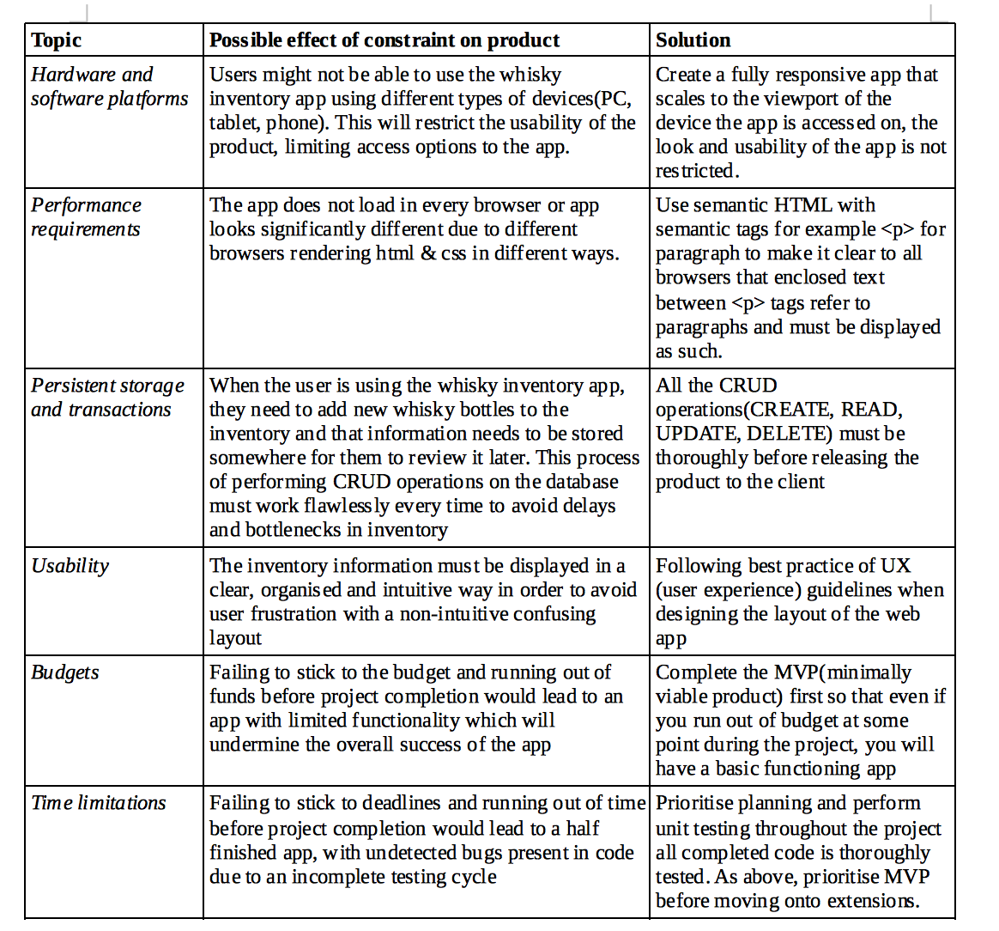 Topic
Possible effect of constraint on product
Solution
Hardware and
software platforms
Users might not be able to use the whisky
inventory app using different types of devices(PC,
tablet, phone). This will restrict the usability of the
product, limiting access options to the app.
Create a fully responsive app that
scales to the viewport of the
device the app is accessed on, the
look and usability of the app is not
restricted.
Performance
requirements
The app does not load in every browser or app
looks significantly different due to different
browsers rendering html & css in different ways.
Use semantic HTML with
semantic tags for example <p> for
paragraph to make it clear to all
browsers that enclosed text
between <p> tags refer to
paragraphs and must be displayed
as such.
Persistent storage
and transactions
When the user is using the whisky inventory app,
they need to add new whisky bottles to the
inventory and that information needs to be stored
somewhere for them to review it later. This process
of performing CRUD operations on the database
must work flawlessly every time to avoid delays
and bottlenecks in inventory
All the CRUD
operations(CREATE, READ,
UPDATE, DELETE) must be
thoroughly before releasing the
product to the client
Usability
The inventory information must be displayed in a
clear, organised and intuitive way in order to avoid
user frustration with a non-intuitive confusing
layout
Following best practice of UX
(user experience) guidelines when
designing the layout of the web
app
Budgets
Failing to stick to the budget and running out of
funds before project completion would lead to an
app with limited functionality which will
undermine the overall success of the app
Complete the MVP(minimally
viable product) first so that even if
you run out of budget at some
point during the project, you will
have a basic functioning app
Time limitations
Failing to stick to deadlines and running out of time
before project completion would lead to a half
finished app, with undetected bugs present in code
due to an incomplete testing cycle
Prioritise planning and perform
unit testing throughout the project
all completed code is thoroughly
tested. As above, prioritise MVP
before moving onto extensions.